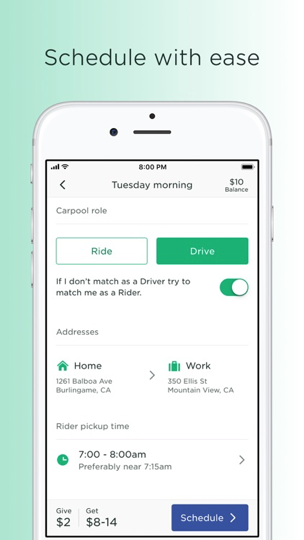 Schedule with ease
8:00 PM
Tuesday morning
$10
Balance
Carpool role
Ride
Drive
If I don't match as a Driver try to
match me as a Rider.
Addresses
Home
Work
1261 Balboa Ave
Burlingame, CA
350 Ellis St
Mountain View, CA
Rider pickup time
7:00 - 8:00am
Preferably near 7:15am
Give
$2
Get
$8-14
Schedule